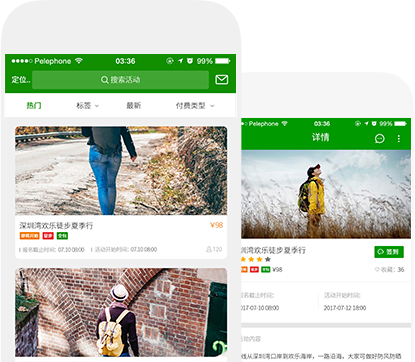 Pelephone 03:36 99%
定位.. 搜索活动
热门 标签 最新 付费类型
深圳湾欢乐徒步夏季行 ¥98
徒步
报名截止时间: 07.10 08:00 活动开始时间: 07.10 08:00 120
Pelephone 03:36 99%
详情
深圳湾欢乐徒步夏季行 签到
¥98 收藏: 36
名截止时间: 活动开始时间:
2017-07-10 18:00 2017-07-12 18:00
动内容
线从深圳湾口岸到欢乐海岸, 一路沿海, 大家可做好防风防晒